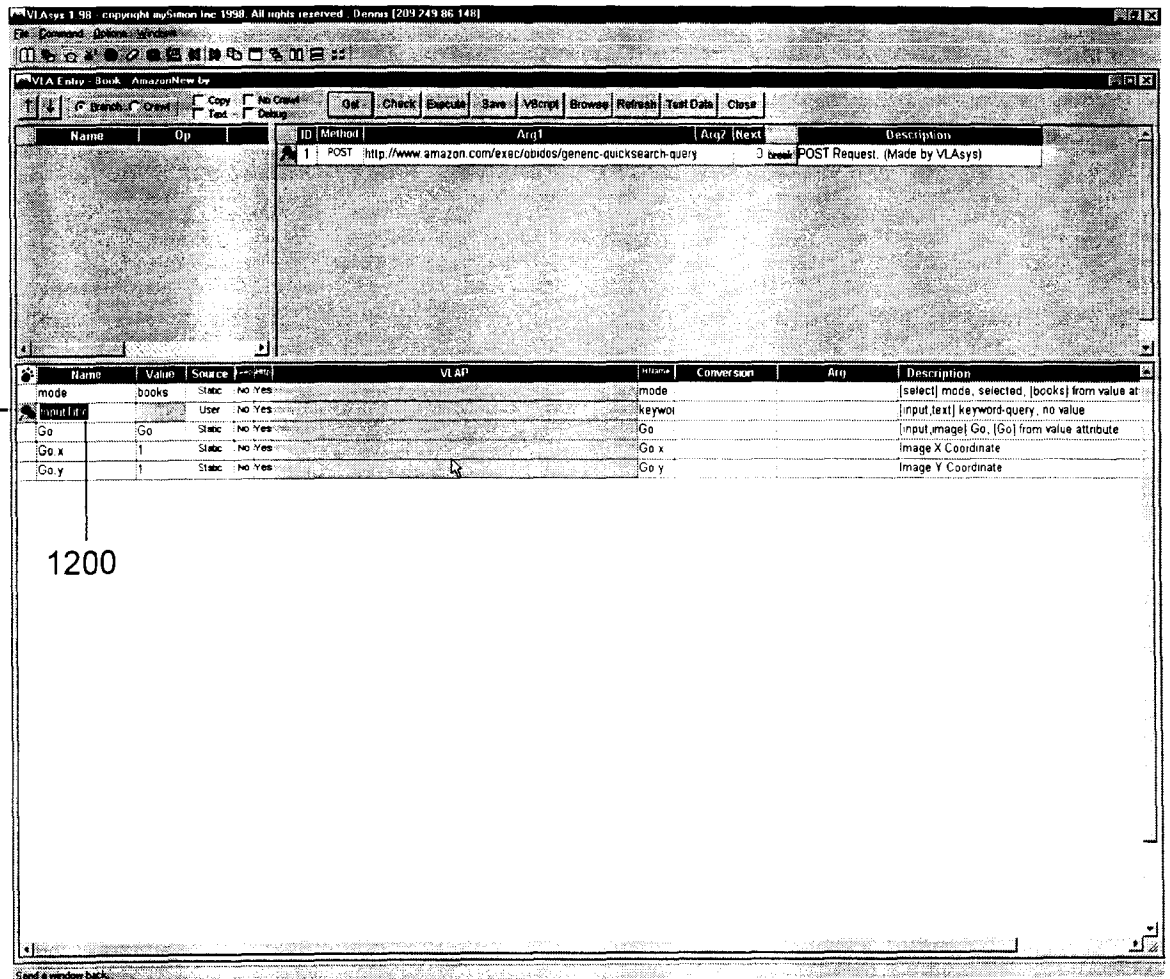 VLAsys 1.98 - copyright mySimon Inc 1998. All rights reserved . Dennis [209 249 86 148]
File Command Options Window
VLA Entry - Book AmazonNew by
Branch Crawl Copy No Crawl Text Debug Get Check Execute Save VBcript Browse Refresh Test Data Close
Name Op ID Method Arg1 Arg2 Next Description
1 POST http://www.amazon.com/exec/obidos/generic-quicksearch-query 0 break POST Request. (Made by VLAsys)
Name Value Source VLAP Conversion Arg Description
mode books Static No Yes mode [select] mode, selected, [books] from value at
InputTitle User No Yes keywor [input,text] keyword-query, no value
Go Go Static No Yes Go [input,image] Go, [Go] from value attribute
Go.x 1 Static No Yes Go x Image X Coordinate
Go.y 1 Static No Yes Go y Image Y Coordinate
1200
Send a window back.